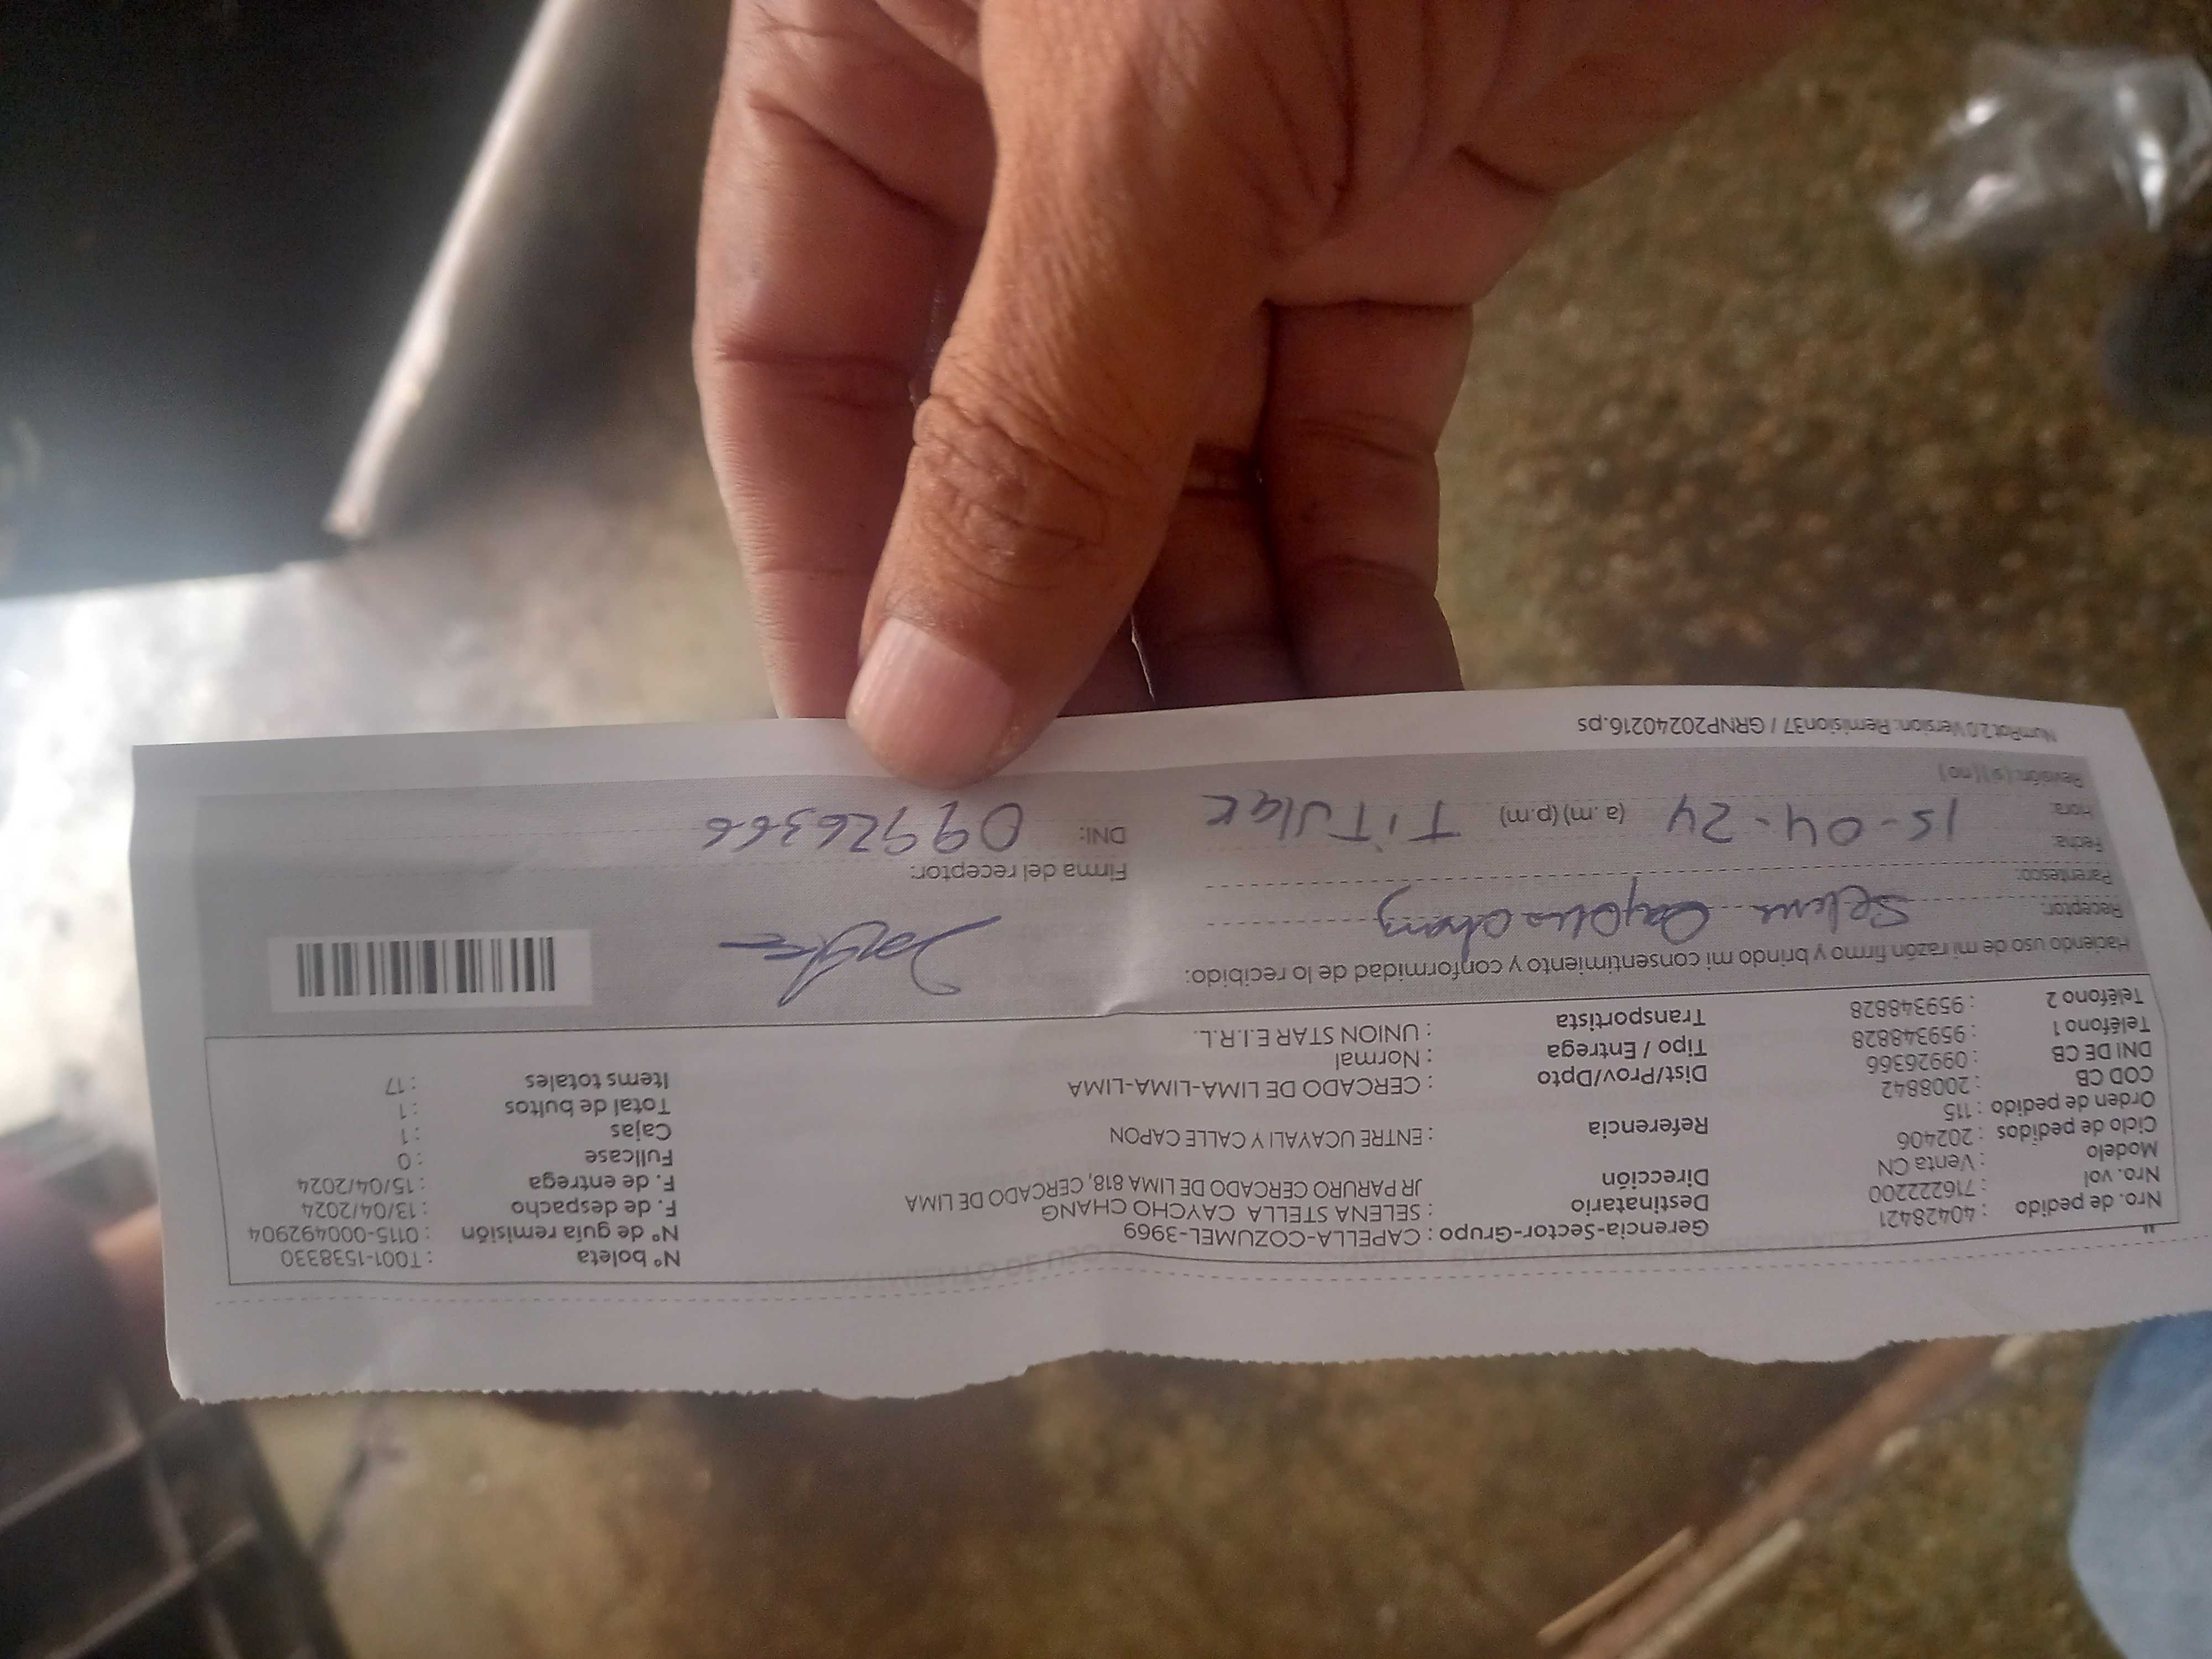 Nro. de pedido : 40428421
Nro. vol : 716222200
Modelo : Venta CN
Ciclo de pedidos : 202406
Orden de pedido : 115
COD CB : 2008842
DNI DE CB : 09926366
Teléfono 1 : 959348828
Teléfono 2 : 959348828
Gerencia-Sector-Grupo : CAPELLA-COZUMEL-3969
Destinatario : SELENA STELLA CAYCHO CHANG
Dirección JR PARURO CERCADO DE LIMA 818, CERCADO DE LIMA
Referencia : ENTRE UCAYALI Y CALLE CAPON
Dist/Prov/Dpto : CERCADO DE LIMA-LIMA-LIMA
Tipo / Entrega : Normal
Transportista : UNION STAR E.I.R.L.
N° boleta : T001-1538330
N° de guía remisión : 0115-000492904
F. de despacho : 13/04/2024
F. de entrega : 15/04/2024
Fullcase : 0
Cajas : 1
Total de bultos : 1
Items totales : 17
Haciendo uso de mi razón firmo y brindo mi consentimiento y conformidad de lo recibido:
Receptor: Selena Caycho Chang
Parentesco:
Fecha: 15-04-24 TiTular
Hora: (a.m)(p.m)
Revisión: (si)(no)
Firma del receptor:
DNI: 09926366
NumRot 2.0 Version: Remision37 / GRNP20240216.ps